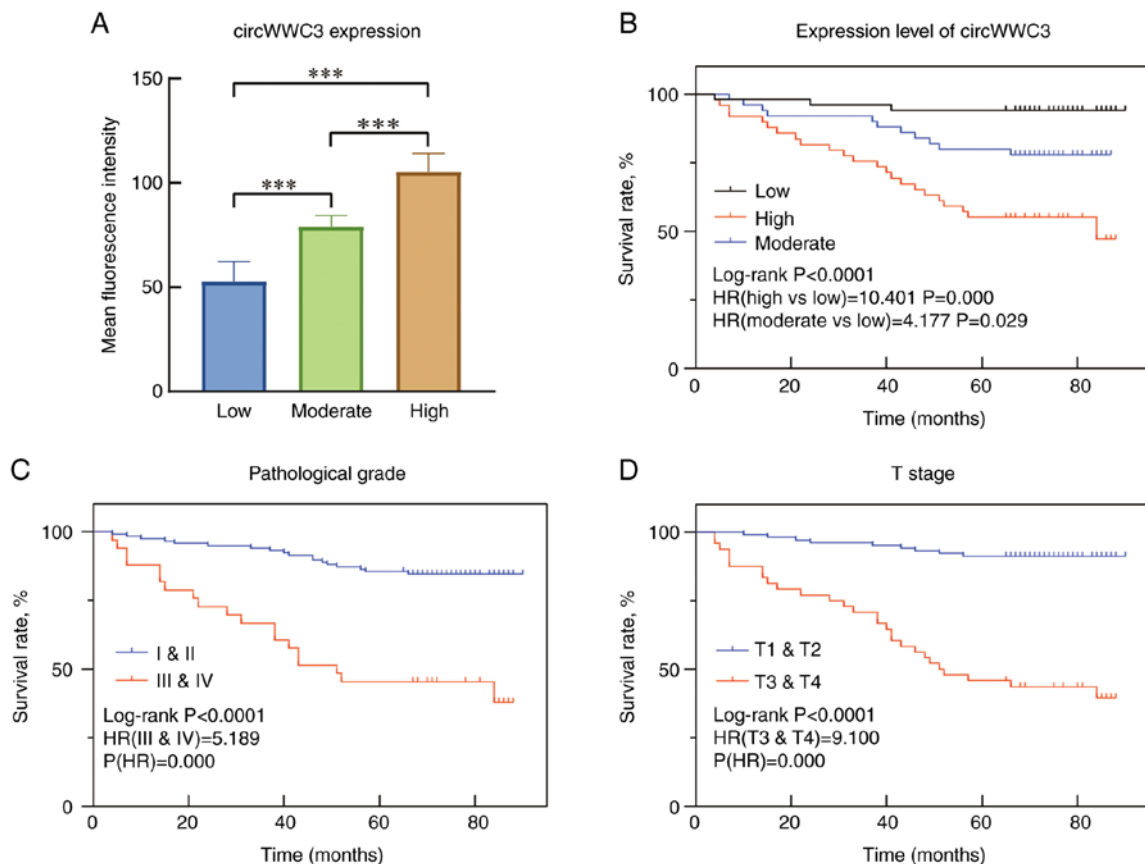 A
circWWC3 expression
Mean fluorescence intensity
150
100
50
0
***
***
***
Low
Moderate
High
B
Expression level of circWWC3
Survival rate, %
100
50
0
Low
High
Moderate
Log-rank P<0.0001
HR(high vs low)=10.401 P=0.000
HR(moderate vs low)=4.177 P=0.029
0
20
40
60
80
Time (months)
C
Pathological grade
Survival rate, %
100
50
0
I & II
III & IV
Log-rank P<0.0001
HR(III & IV)=5.189
P(HR)=0.000
0
20
40
60
80
Time (months)
D
T stage
Survival rate, %
100
50
0
T1 & T2
T3 & T4
Log-rank P<0.0001
HR(T3 & T4)=9.100
P(HR)=0.000
0
20
40
60
80
Time (months)